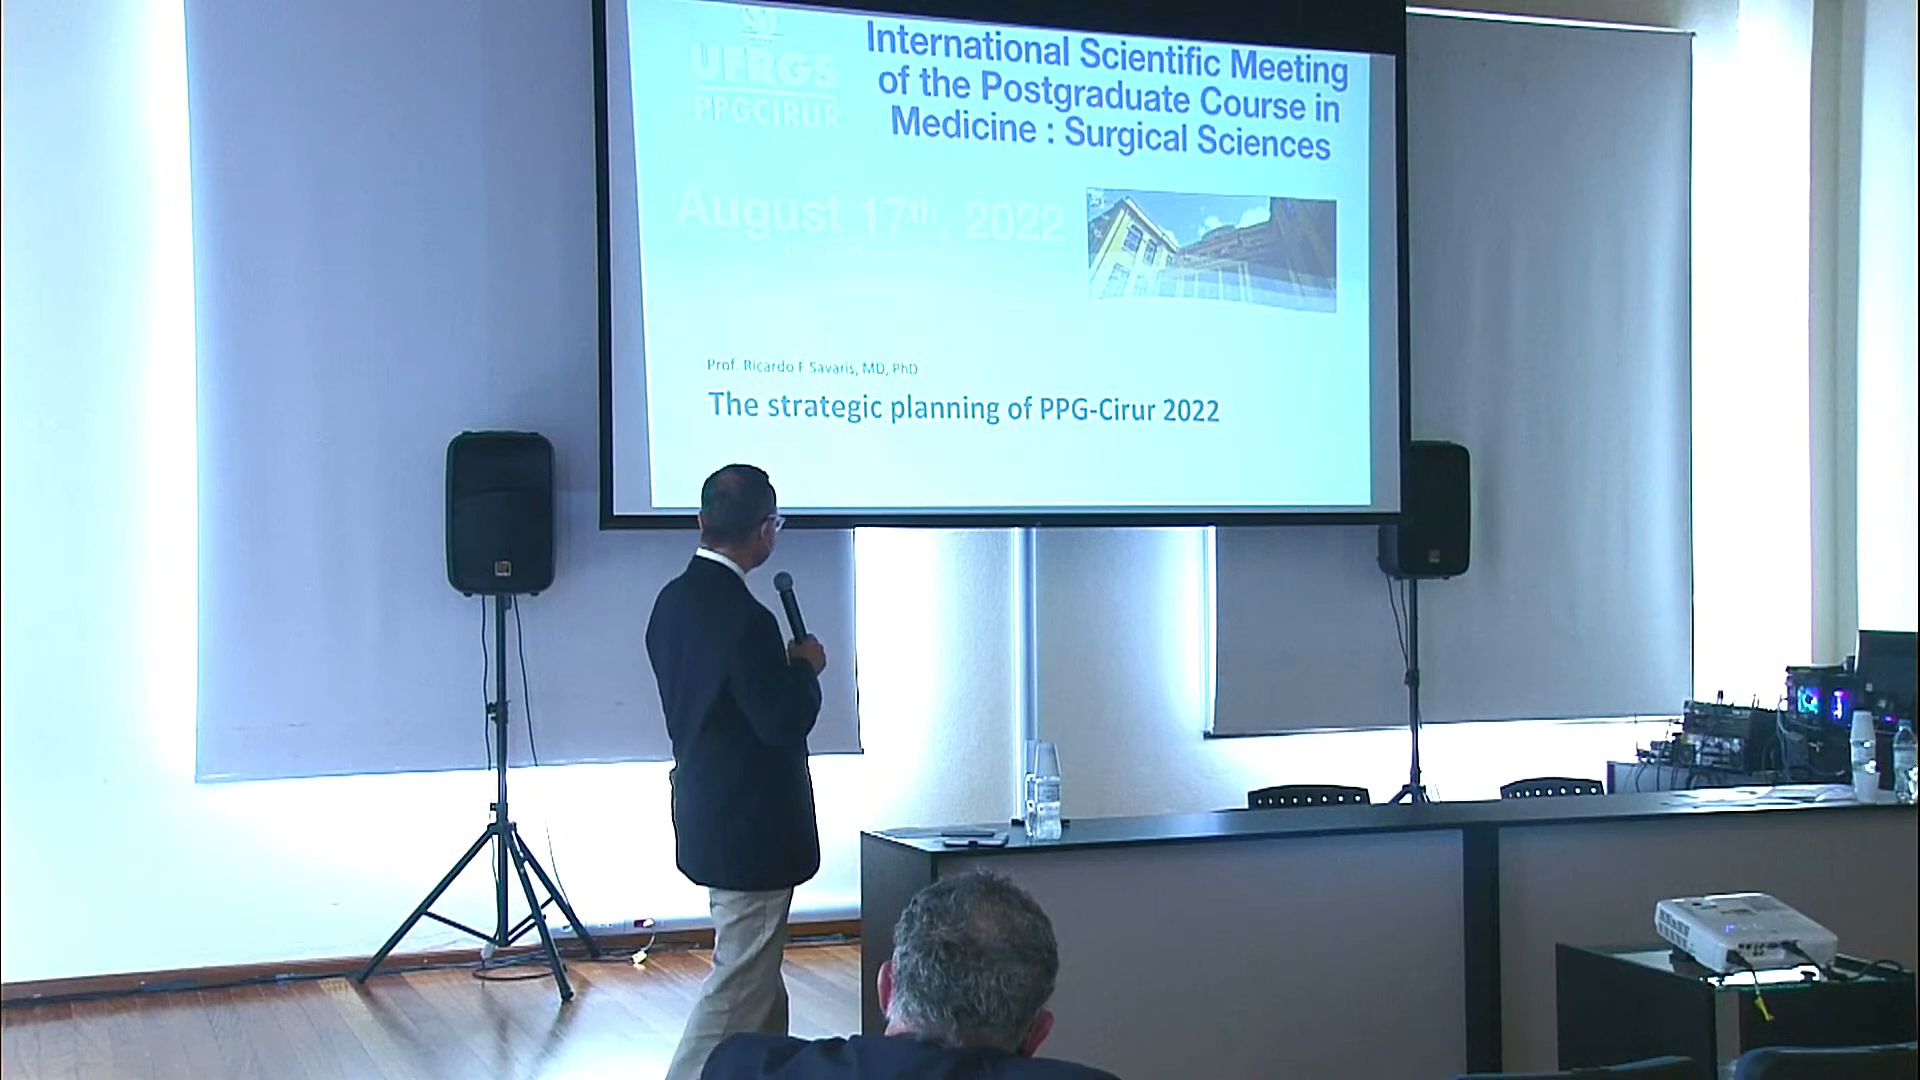 UFRGS
PPGCIRUR
International Scientific Meeting
of the Postgraduate Course in
Medicine : Surgical Sciences
August 17th, 2022
Prof. Ricardo F Savaris, MD, PhD
The strategic planning of PPG-Cirur 2022